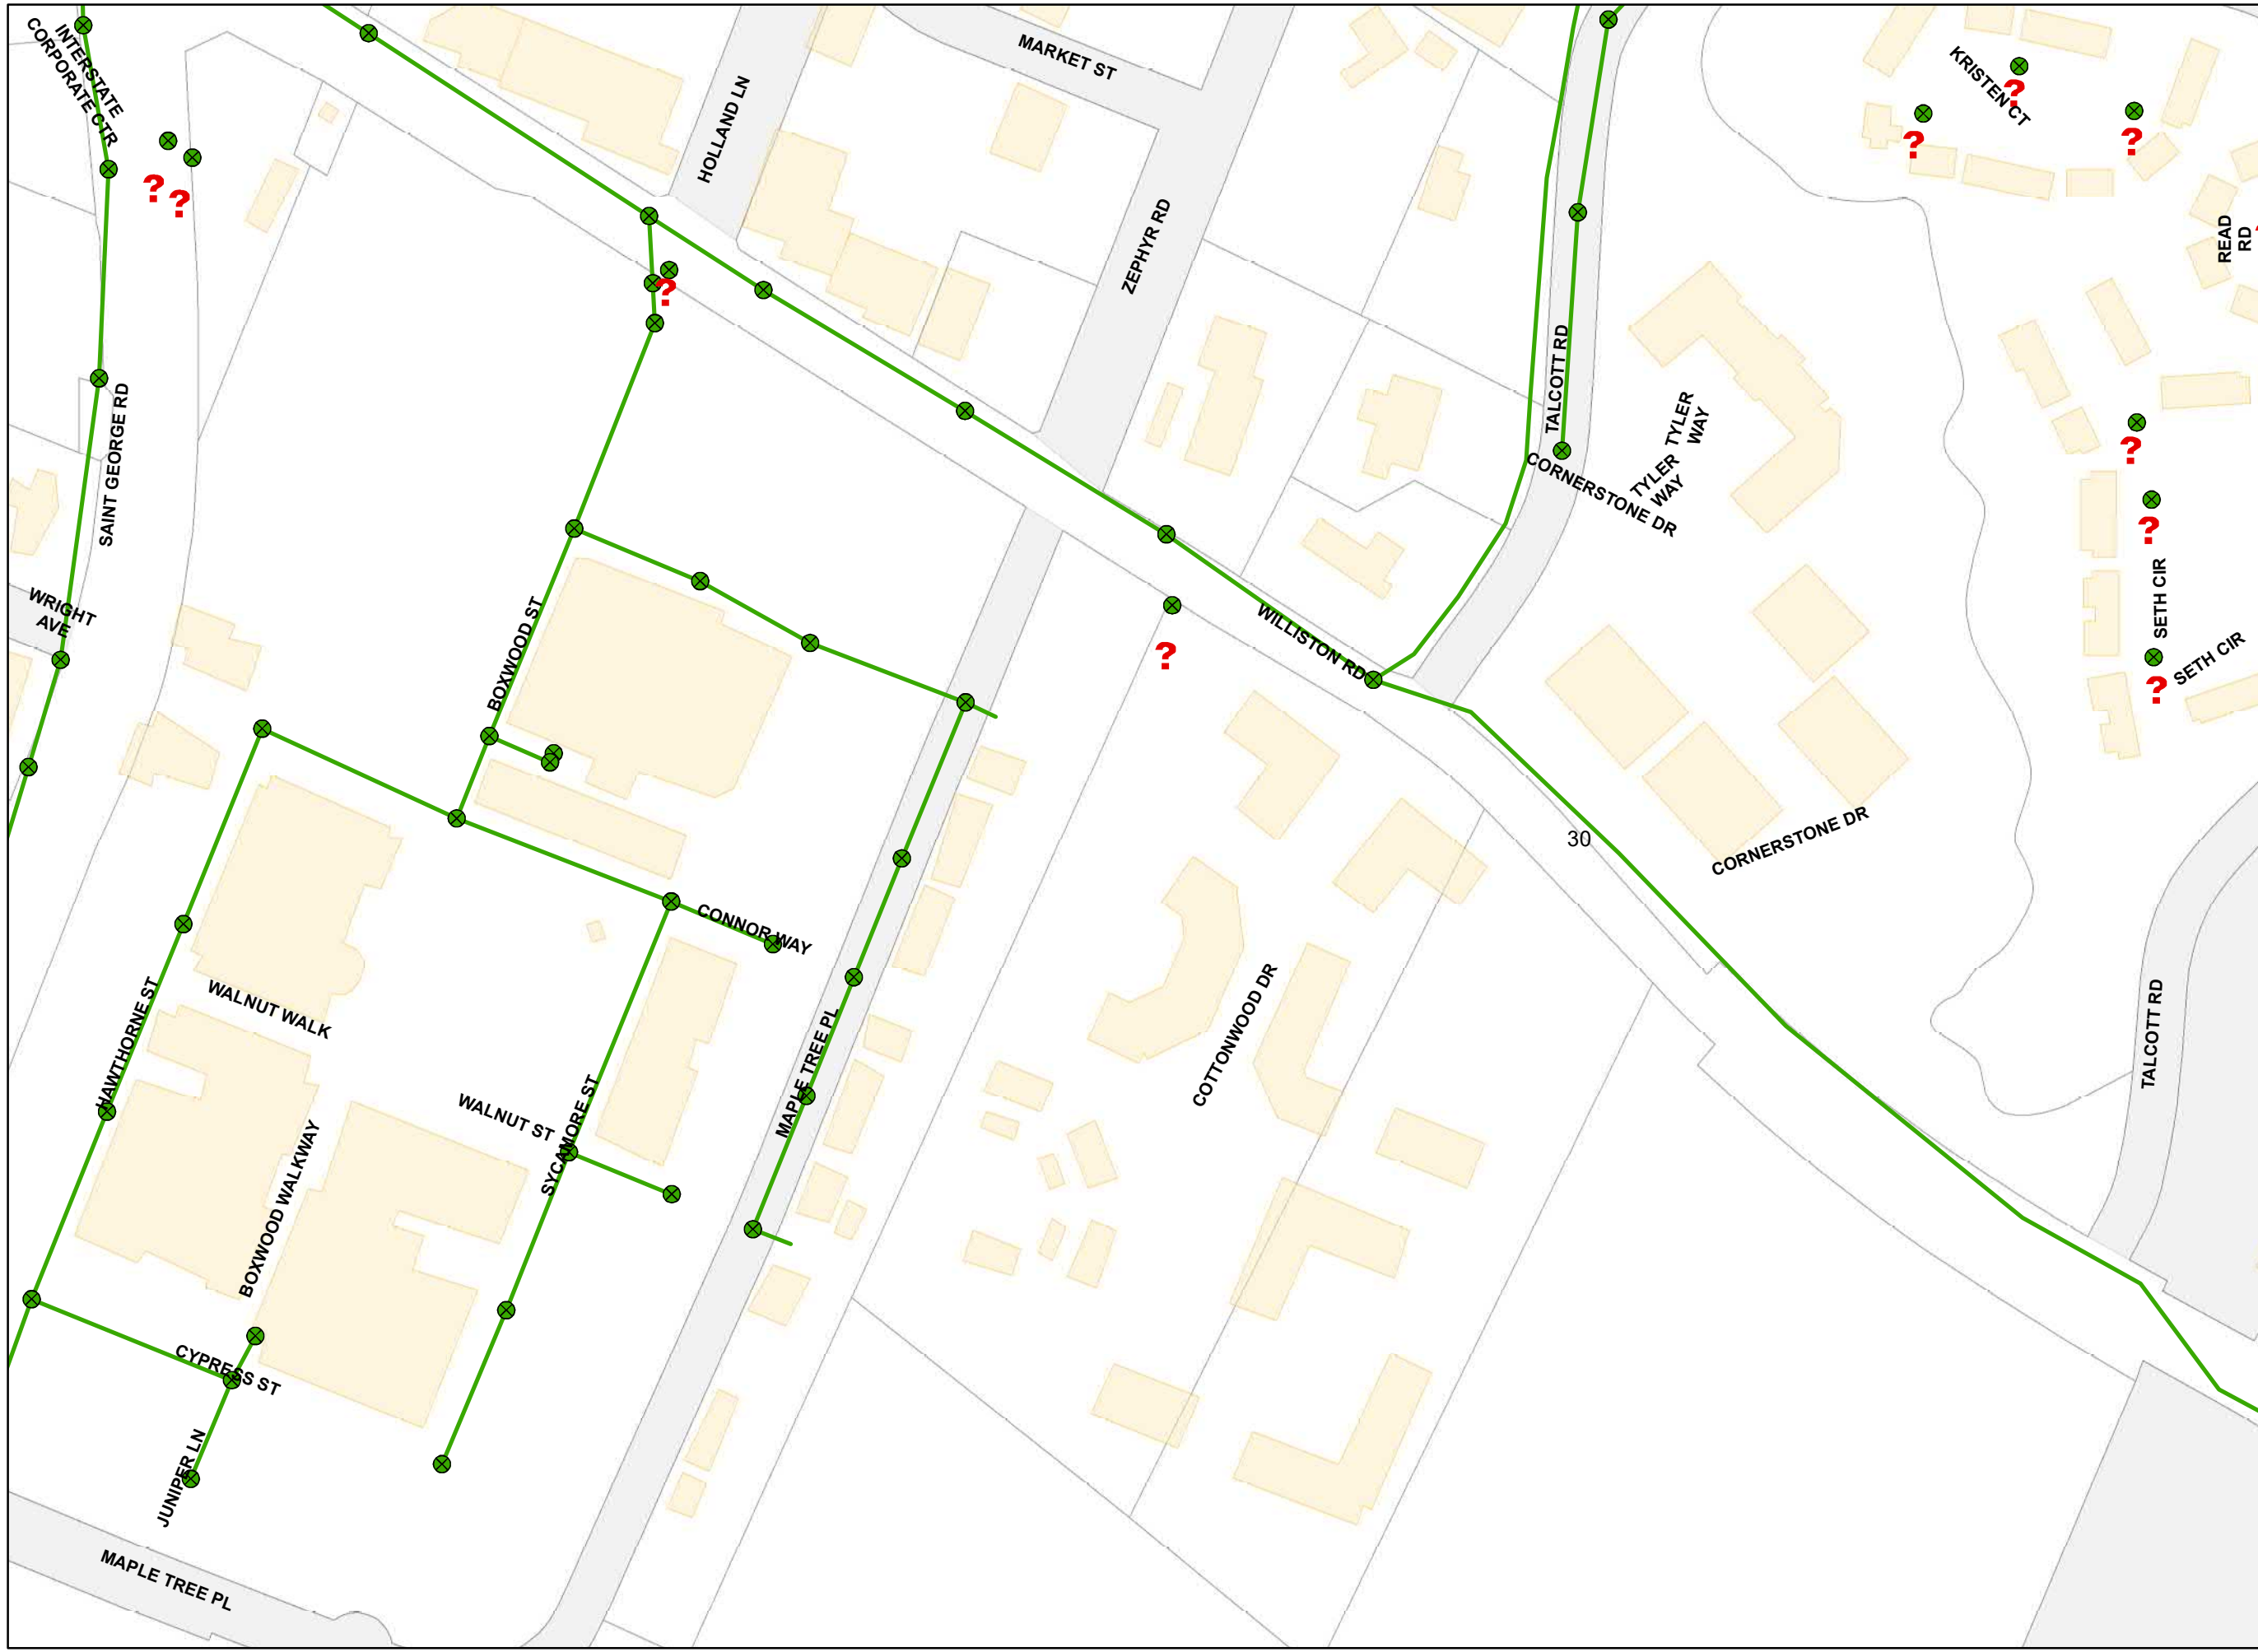 INTERSTATE
CORPORATE CTR
MARKET ST
HOLLAND LN
KRISTEN CT
?
?
?
? ?
?
ZEPHYR RD
READ
RD
TALCOTT RD
TYLER
WAY
TYLER
WAY
CORNERSTONE DR
SAINT GEORGE RD
?
?
SETH CIR
SETH CIR
?
WRIGHT
AVE
BOXWOOD ST
WILLISTON RD
?
30
CORNERSTONE DR
CONNOR WAY
HAWTHORNE ST
WALNUT WALK
COTTONWOOD DR
TALCOTT RD
MAPLE TREE PL
WALNUT ST
SYCAMORE ST
BOXWOOD WALKWAY
CYPRESS ST
JUNIPER LN
MAPLE TREE PL